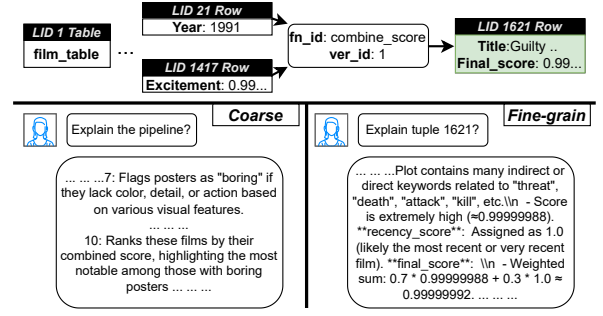 LID 1 Table
film_table
...
LID 21 Row
Year: 1991
LID 1417 Row
Excitement: 0.99...
fn_id: combine_score
ver_id: 1
LID 1621 Row
Title:Guilty ..
Final_score: 0.99...
Coarse
Explain the pipeline?
... ... ...7: Flags posters as "boring" if
they lack color, detail, or action based
on various visual features.
... ... ...
10: Ranks these films by their
combined score, highlighting the most
notable among those with boring
posters ... ... ...
Fine-grain
Explain tuple 1621?
... ... ...Plot contains many indirect or
direct keywords related to "threat",
"death", "attack", "kill", etc.\\n  - Score
is extremely high (≈0.99999988).
**recency_score**:  Assigned as 1.0
(likely the most recent or very recent
film). **final_score**:  \\n  - Weighted
sum: 0.7 * 0.99999988 + 0.3 * 1.0 ≈
0.99999992. ... ... ...